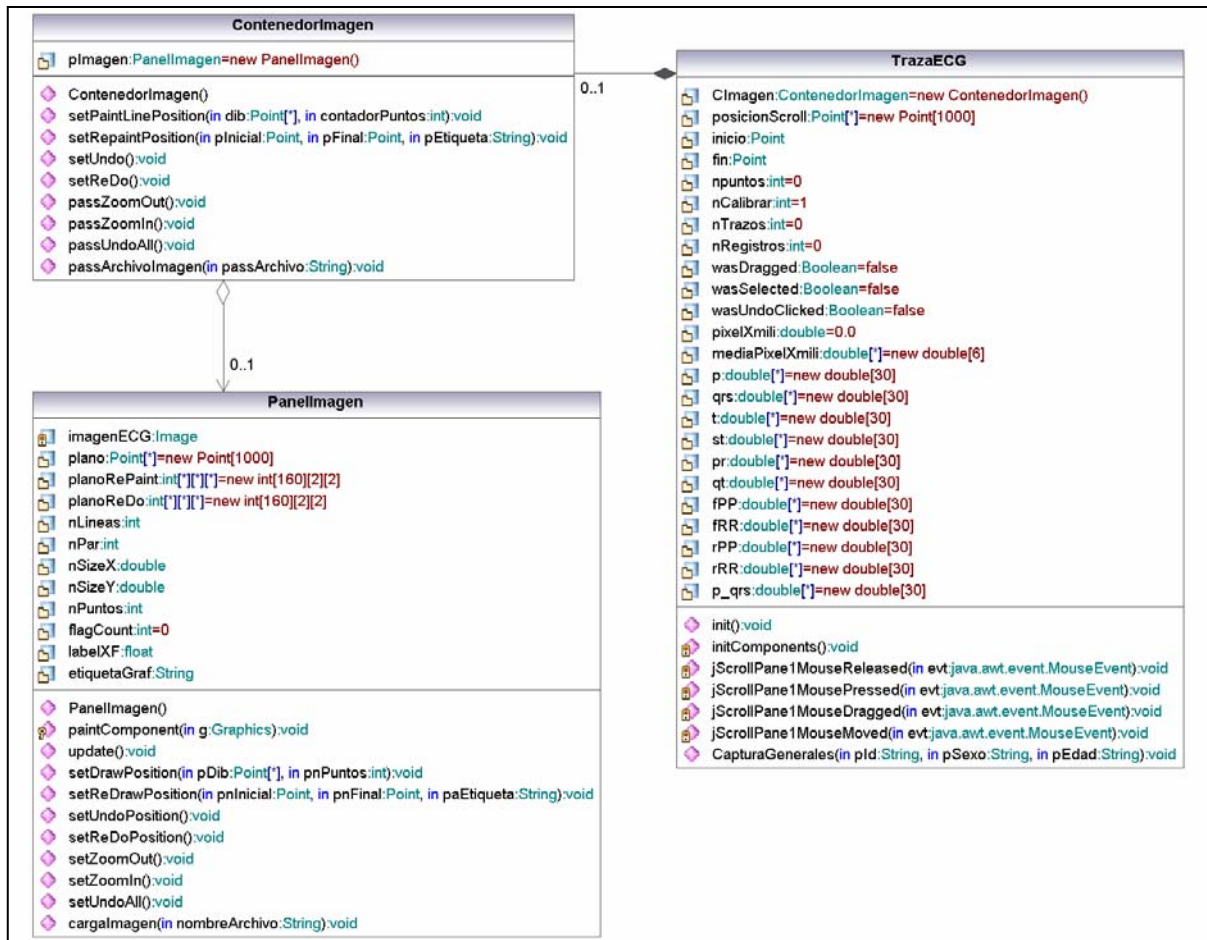 ContenedorImagen
pImagen:PanelImagen=new PanelImagen()
ContenedorImagen()
setPaintLinePosition(in dib:Point[*], in contadorPuntos:int):void
setRepaintPosition(in pInicial:Point, in pFinal:Point, in pEtiqueta:String):void
setUndo():void
setReDo():void
passZoomOut():void
passZoomIn():void
passUndoAll():void
passArchivoImagen(in passArchivo:String):void
0..1
0..1
PanelImagen
imagenECG:Image
plano:Point[*]=new Point[1000]
planoRePaint:int[*][*][*]=new int[160][2][2]
planoReDo:int[*][*][*]=new int[160][2][2]
nLineas:int
nPar:int
nSizeX:double
nSizeY:double
nPuntos:int
flagCount:int=0
labelXF:float
etiquetaGraf:String
PanelImagen()
paintComponent(in g:Graphics):void
update():void
setDrawPosition(in pDib:Point[*], in pnPuntos:int):void
setReDrawPosition(in pnInicial:Point, in pnFinal:Point, in paEtiqueta:String):void
setUndoPosition():void
setReDoPosition():void
setZoomOut():void
setZoomIn():void
setUndoAll():void
cargaImagen(in nombreArchivo:String):void
TrazaECG
CImagen:ContenedorImagen=new ContenedorImagen()
posicionScroll:Point[*]=new Point[1000]
inicio:Point
fin:Point
npuntos:int=0
nCalibrar:int=1
nTrazos:int=0
nRegistros:int=0
wasDragged:Boolean=false
wasSelected:Boolean=false
wasUndoClicked:Boolean=false
pixelXmili:double=0.0
mediaPixelXmili:double[*]=new double[6]
p:double[*]=new double[30]
qrs:double[*]=new double[30]
t:double[*]=new double[30]
st:double[*]=new double[30]
pr:double[*]=new double[30]
qt:double[*]=new double[30]
fPP:double[*]=new double[30]
fRR:double[*]=new double[30]
rPP:double[*]=new double[30]
rRR:double[*]=new double[30]
p_qrs:double[*]=new double[30]
init():void
initComponents():void
jScrollPane1MouseReleased(in evt:java.awt.event.MouseEvent):void
jScrollPane1MousePressed(in evt:java.awt.event.MouseEvent):void
jScrollPane1MouseDragged(in evt:java.awt.event.MouseEvent):void
jScrollPane1MouseMoved(in evt:java.awt.event.MouseEvent):void
CapturaGenerales(in pId:String, in pSexo:String, in pEdad:String):void